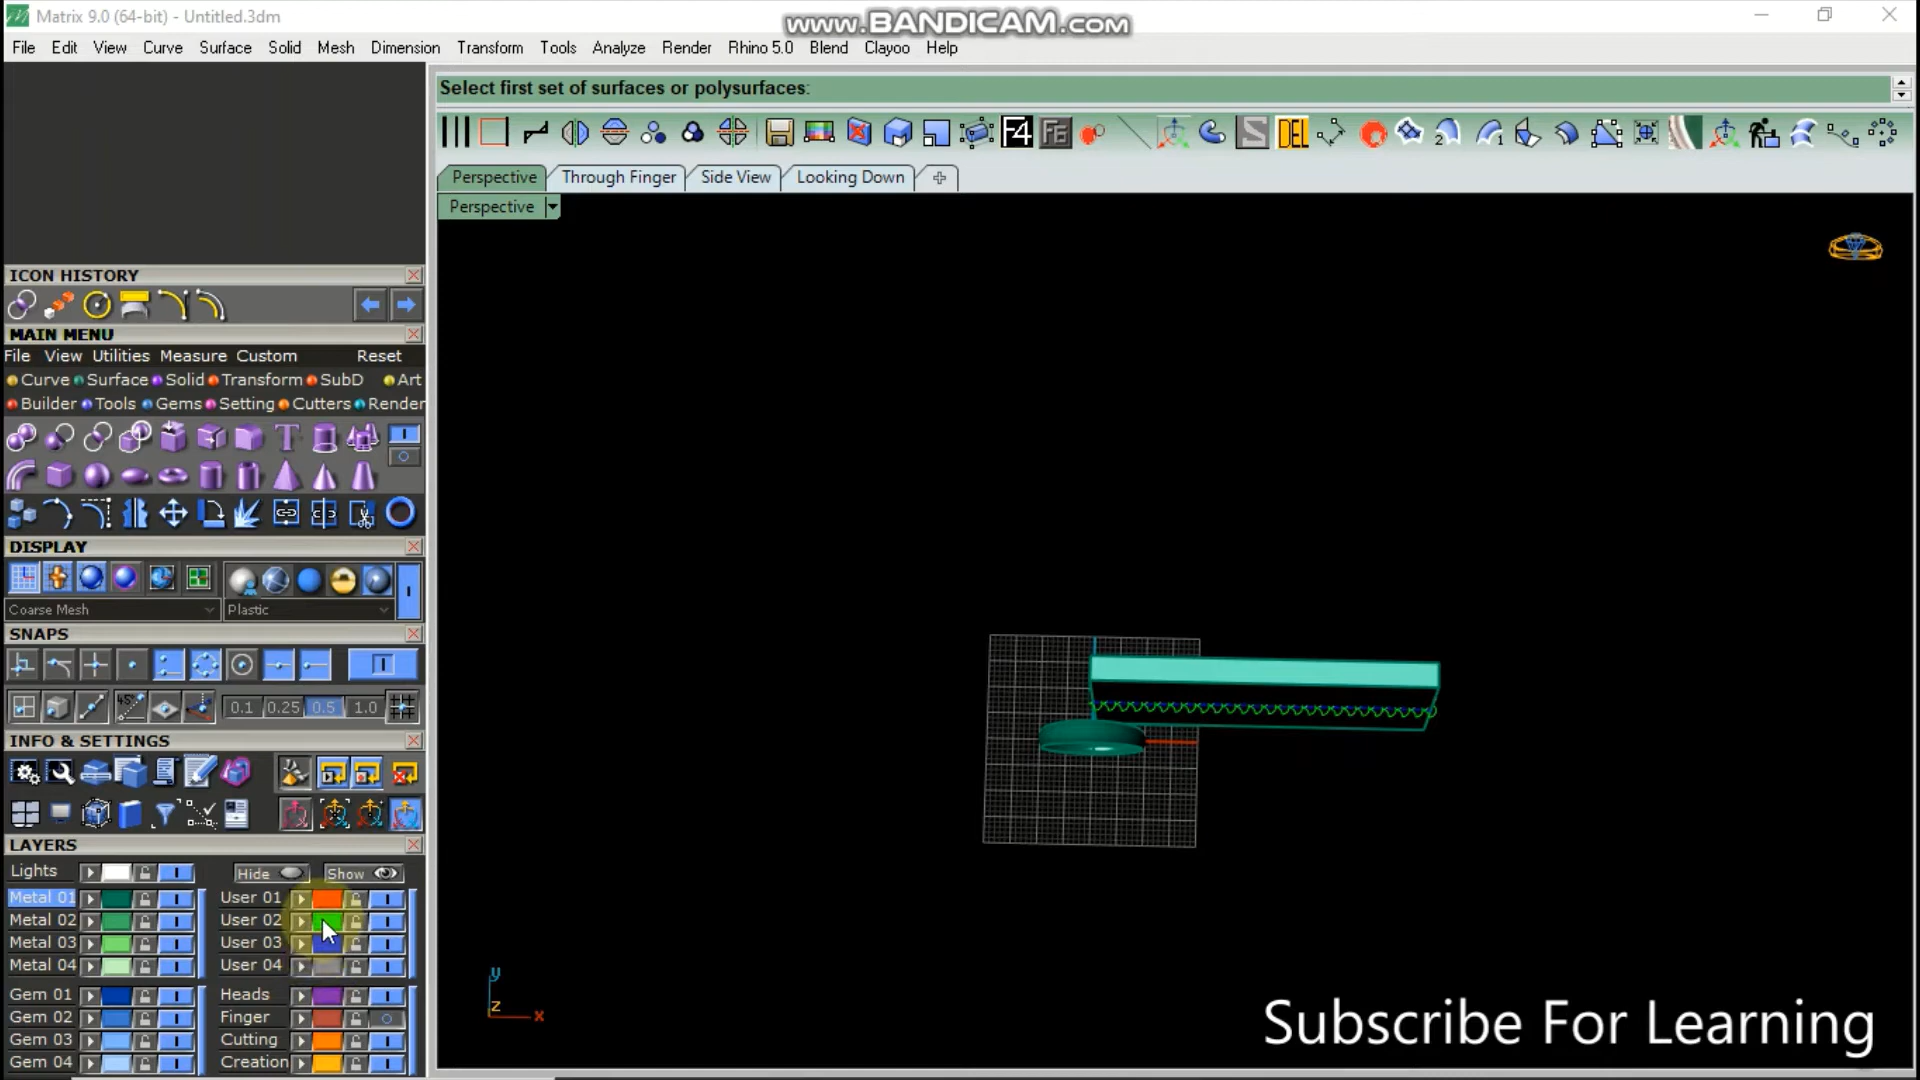 Matrix 9.0 (64-bit) - Untitled.3dm
www.BANDICAM.com
File Edit View Curve Surface Solid Mesh Dimension Transform Tools Analyze Render Rhino 5.0 Blend Clayoo Help
Select first set of surfaces or polysurfaces:
F4 F6 DEL 2 1
Perspective Through Finger Side View Looking Down
Perspective
ICON HISTORY
MAIN MENU
File View Utilities Measure Custom Reset
Curve Surface Solid Transform SubD Art
Builder Tools Gems Setting Cutters Render
DISPLAY
Coarse Mesh Plastic
SNAPS
0.1 0.25 0.5 1.0
INFO & SETTINGS
LAYERS
Lights Hide Show
Metal 01 User 01
Metal 02 User 02
Metal 03 User 03
Metal 04 User 04
Gem 01 Heads
Gem 02 Finger
Gem 03 Cutting
Gem 04 Creation
y
z
x
Subscribe For Learning